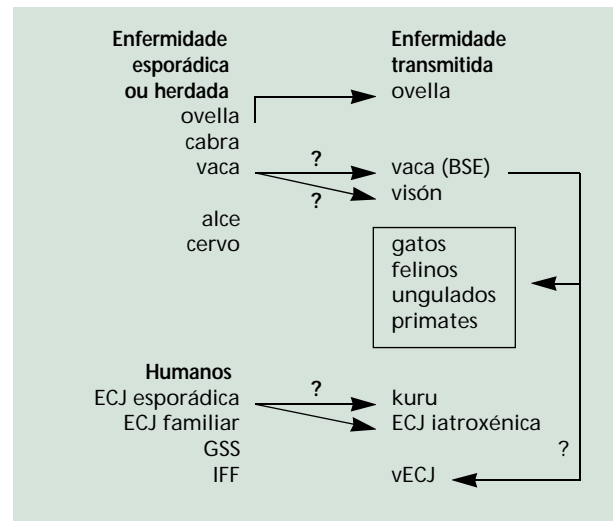 Enfermidade
esporádica
ou herdada
ovella
cabra
vaca
alce
cervo
Enfermidade
transmitida
ovella
?
vaca (BSE)
?
visón
gatos
felinos
ungulados
primates
Humanos
ECJ esporádica
ECJ familiar
GSS
IFF
?
kuru
ECJ iatroxénica
?
vECJ